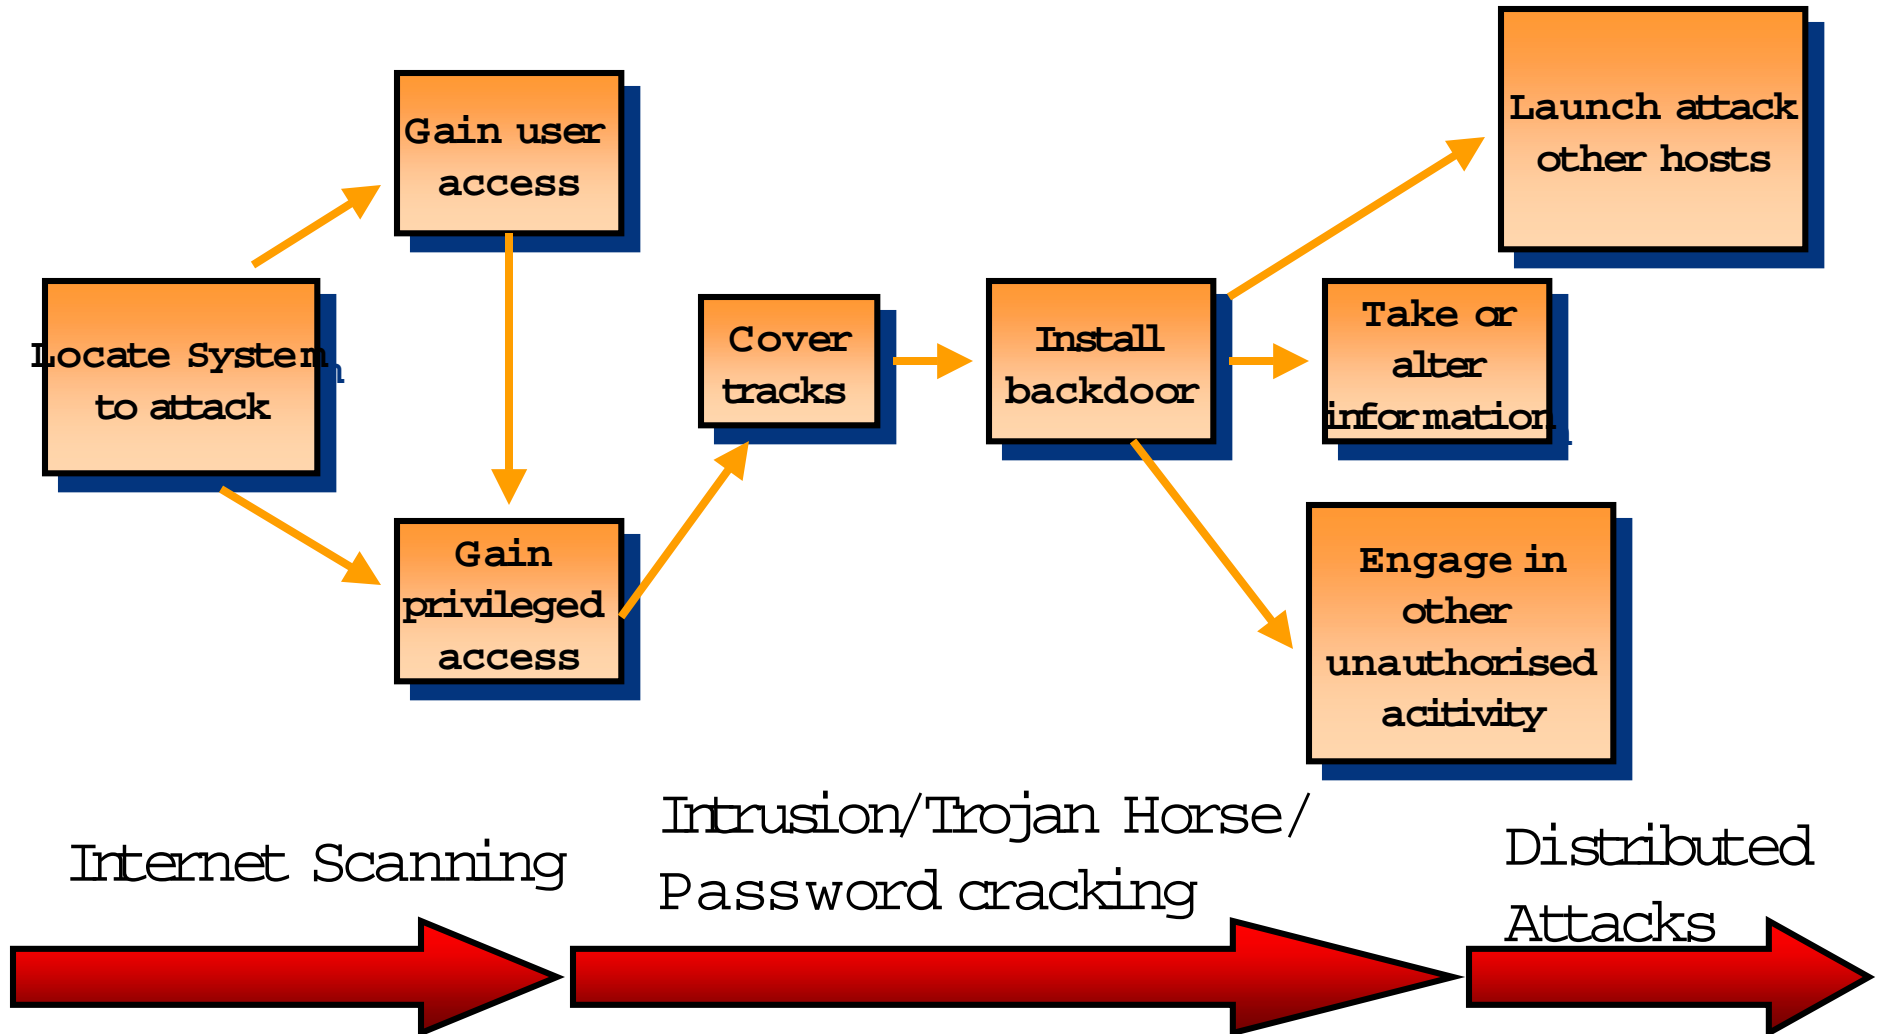 Gain user
access
Launch attack
other hosts
Locate System
to attack
Cover
tracks
Install
backdoor
Take or
alter
information
Gain
privileged
access
Engage in
other
unauthorised
acitivity
Internet Scanning
Intrusion/Trojan Horse/
Password cracking
Distributed
Attacks